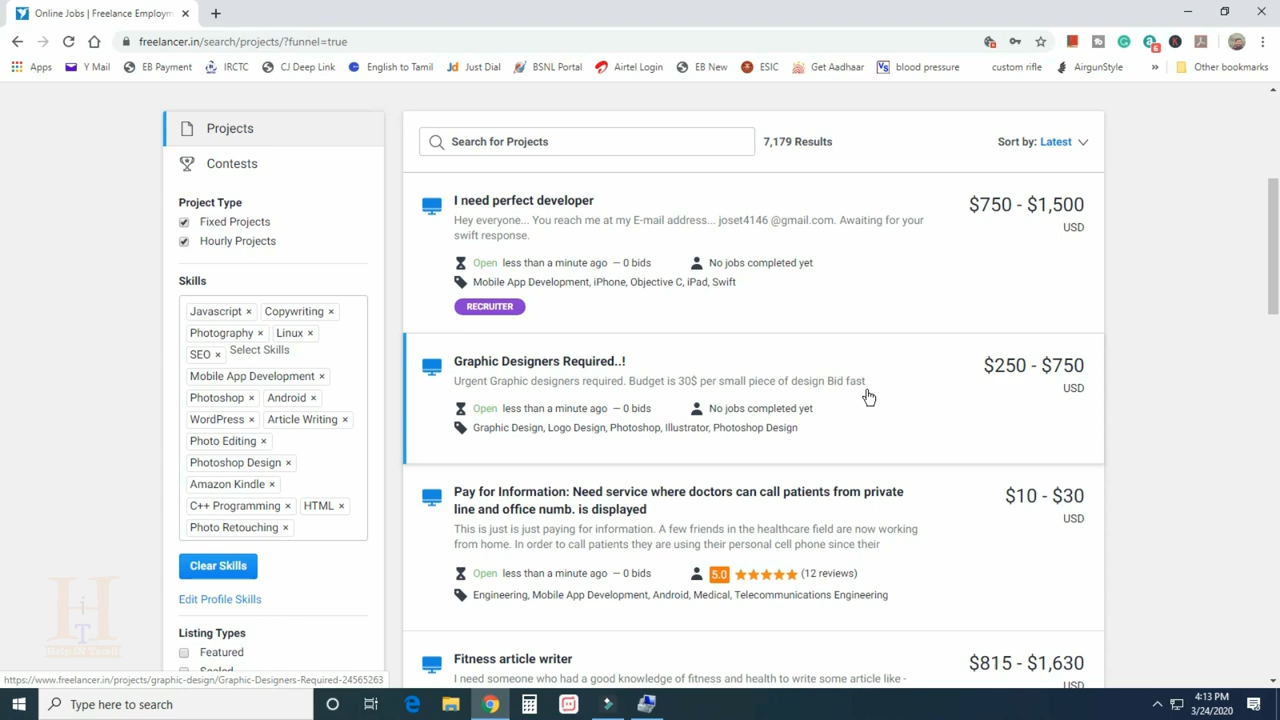 Online Jobs | Freelance Employm
freelancer.in/search/projects/?funnel=true
6
Apps
Y Mail
EB Payment
IRCTC
CJ Deep Link
English to Tamil
Jd
Just Dial
BSNL Portal
Airtel Login
EB New
ESIC
Get Aadhaar
blood pressure
custom rifle
AirgunStyle
»
Other bookmarks
Projects
Contests
Project Type
Fixed Projects
Hourly Projects
Skills
Javascript × Copywriting ×
Photography × Linux ×
SEO × Select Skills
Mobile App Development ×
Photoshop × Android ×
WordPress × Article Writing ×
Photo Editing ×
Photoshop Design ×
Amazon Kindle ×
C++ Programming × HTML ×
Photo Retouching ×
Clear Skills
Edit Profile Skills
Listing Types
Featured
Search for Projects
7,179 Results
Sort by: Latest
I need perfect developer
$750 - $1,500
USD
Hey everyone... You reach me at my E-mail address... joset4146 @gmail.com. Awaiting for your
swift response.
Open less than a minute ago – 0 bids
No jobs completed yet
Mobile App Development, iPhone, Objective C, iPad, Swift
RECRUITER
Graphic Designers Required..!
$250 - $750
USD
Urgent Graphic designers required. Budget is 30$ per small piece of design Bid fast
Open less than a minute ago – 0 bids
No jobs completed yet
Graphic Design, Logo Design, Photoshop, Illustrator, Photoshop Design
Pay for Information: Need service where doctors can call patients from private
line and office numb. is displayed
$10 - $30
USD
This is just is just paying for information. A few friends in the healthcare field are now working
from home. In order to call patients they are using their personal cell phone since their
Open less than a minute ago – 0 bids
5.0
(12 reviews)
Engineering, Mobile App Development, Android, Medical, Telecommunications Engineering
Fitness article writer
$815 - $1,630
USD
I need someone who had a good knowledge of fitness and health to write some article like -
HiT
Help iN Tamil
https://www.freelancer.in/projects/graphic-design/Graphic-Designers-Required-24565263
Type here to search
4:13 PM
3/24/2020